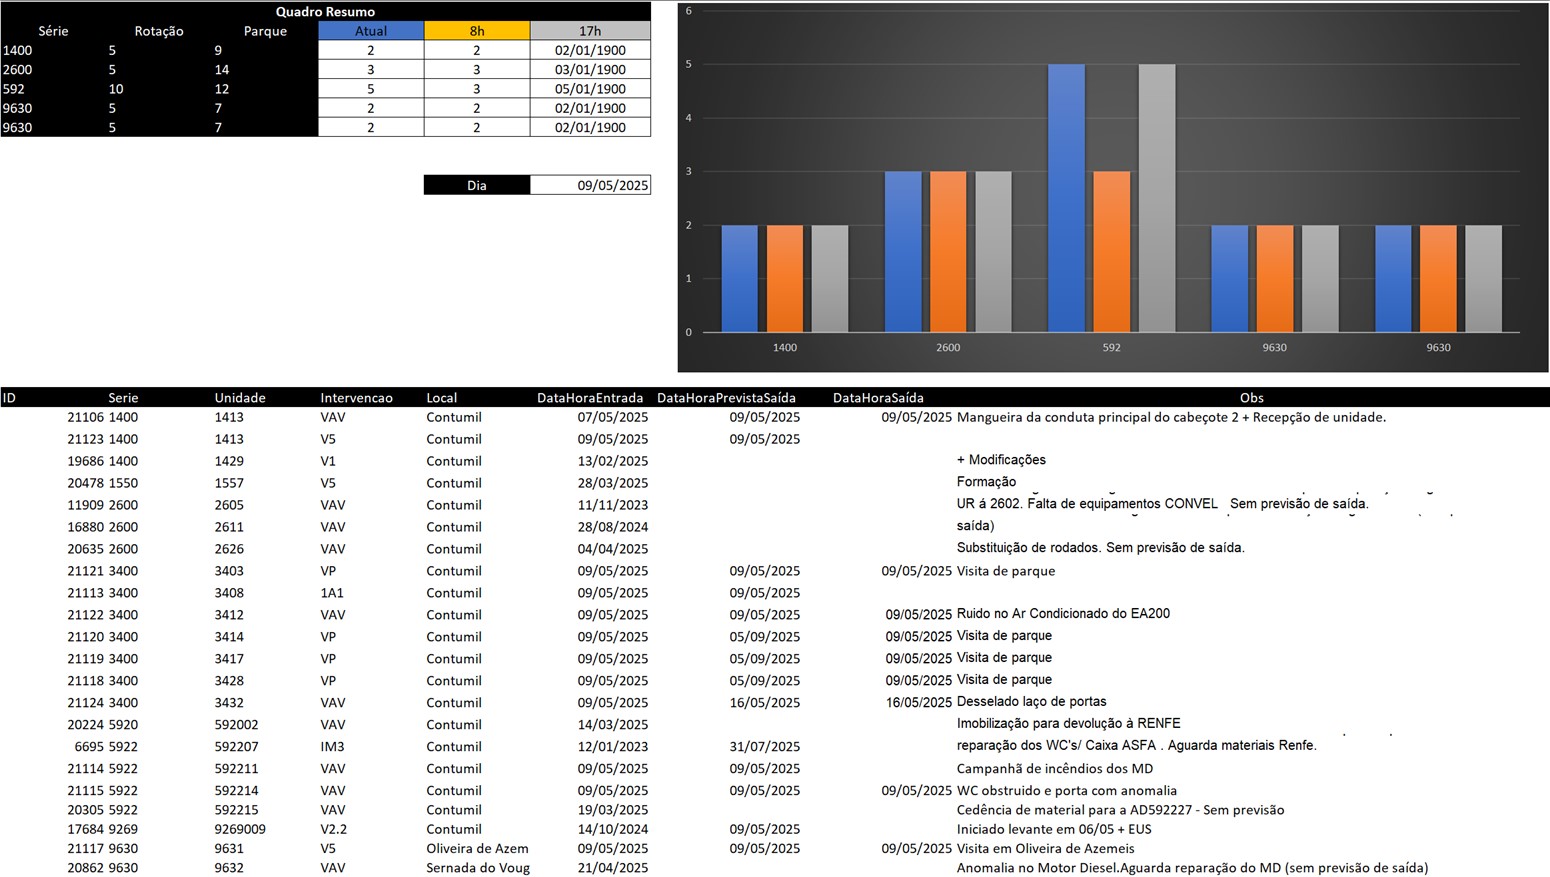 Quadro Resumo
Série Rotação Parque Atual 8h 17h
1400 5 9 2 2 02/01/1900
2600 5 14 3 3 03/01/1900
592 10 12 5 3 05/01/1900
9630 5 7 2 2 02/01/1900
9630 5 7 2 2 02/01/1900
Dia 09/05/2025
6
5
4
3
2
1
0
1400 2600 592 9630 9630
ID Serie Unidade Intervencao Local DataHoraEntrada DataHoraPrevistaSaída DataHoraSaída Obs
21106 1400 1413 VAV Contumil 07/05/2025 09/05/2025 09/05/2025 Mangueira da conduta principal do cabeçote 2 + Recepção de unidade.
21123 1400 1413 V5 Contumil 09/05/2025 09/05/2025
19686 1400 1429 V1 Contumil 13/02/2025 + Modificações
20478 1550 1557 V5 Contumil 28/03/2025 Formação
11909 2600 2605 VAV Contumil 11/11/2023 UR á 2602. Falta de equipamentos CONVEL Sem previsão de saída.
16880 2600 2611 VAV Contumil 28/08/2024 saída)
20635 2600 2626 VAV Contumil 04/04/2025 Substituição de rodados. Sem previsão de saída.
21121 3400 3403 VP Contumil 09/05/2025 09/05/2025 09/05/2025 Visita de parque
21113 3400 3408 1A1 Contumil 09/05/2025 09/05/2025
21122 3400 3412 VAV Contumil 09/05/2025 09/05/2025 09/05/2025 Ruido no Ar Condicionado do EA200
21120 3400 3414 VP Contumil 09/05/2025 05/09/2025 09/05/2025 Visita de parque
21119 3400 3417 VP Contumil 09/05/2025 05/09/2025 09/05/2025 Visita de parque
21118 3400 3428 VP Contumil 09/05/2025 05/09/2025 09/05/2025 Visita de parque
21124 3400 3432 VAV Contumil 09/05/2025 16/05/2025 16/05/2025 Desselado laço de portas
20224 5920 592002 VAV Contumil 14/03/2025 Imobilização para devolução à RENFE
6695 5922 592207 IM3 Contumil 12/01/2023 31/07/2025 reparação dos WC's/ Caixa ASFA . Aguarda materiais Renfe.
21114 5922 592211 VAV Contumil 09/05/2025 09/05/2025 Campanhã de incêndios dos MD
21115 5922 592214 VAV Contumil 09/05/2025 09/05/2025 09/05/2025 WC obstruido e porta com anomalia
20305 5922 592215 VAV Contumil 19/03/2025 Cedência de material para a AD592227 - Sem previsão
17684 9269 9269009 V2.2 Contumil 14/10/2024 09/05/2025 Iniciado levante em 06/05 + EUS
21117 9630 9631 V5 Oliveira de Azem 09/05/2025 09/05/2025 09/05/2025 Visita em Oliveira de Azemeis
20862 9630 9632 VAV Sernada do Voug 21/04/2025 Anomalia no Motor Diesel.Aguarda reparação do MD (sem previsão de saída)